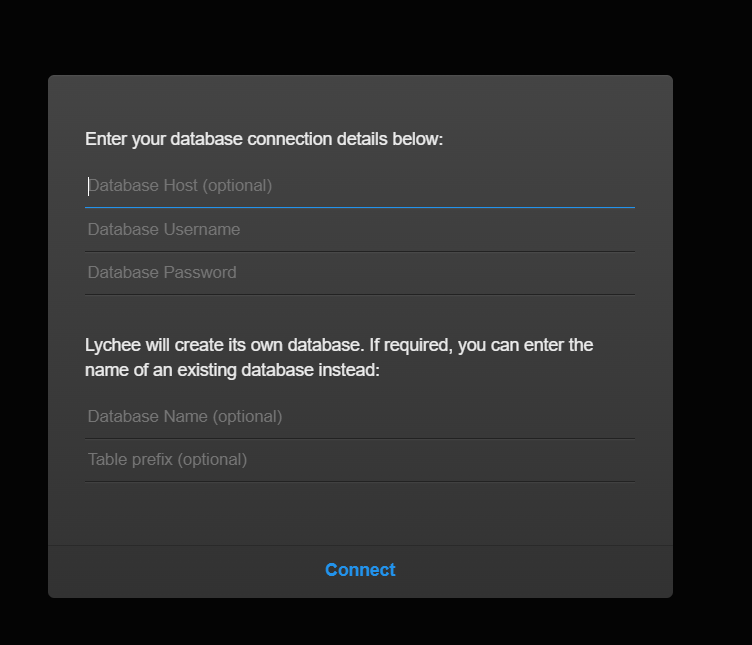 Enter your database connection details below:
Database Host (optional)
Database Username
Database Password
Lychee will create its own database. If required, you can enter the
name of an existing database instead:
Database Name (optional)
Table prefix (optional)
Connect